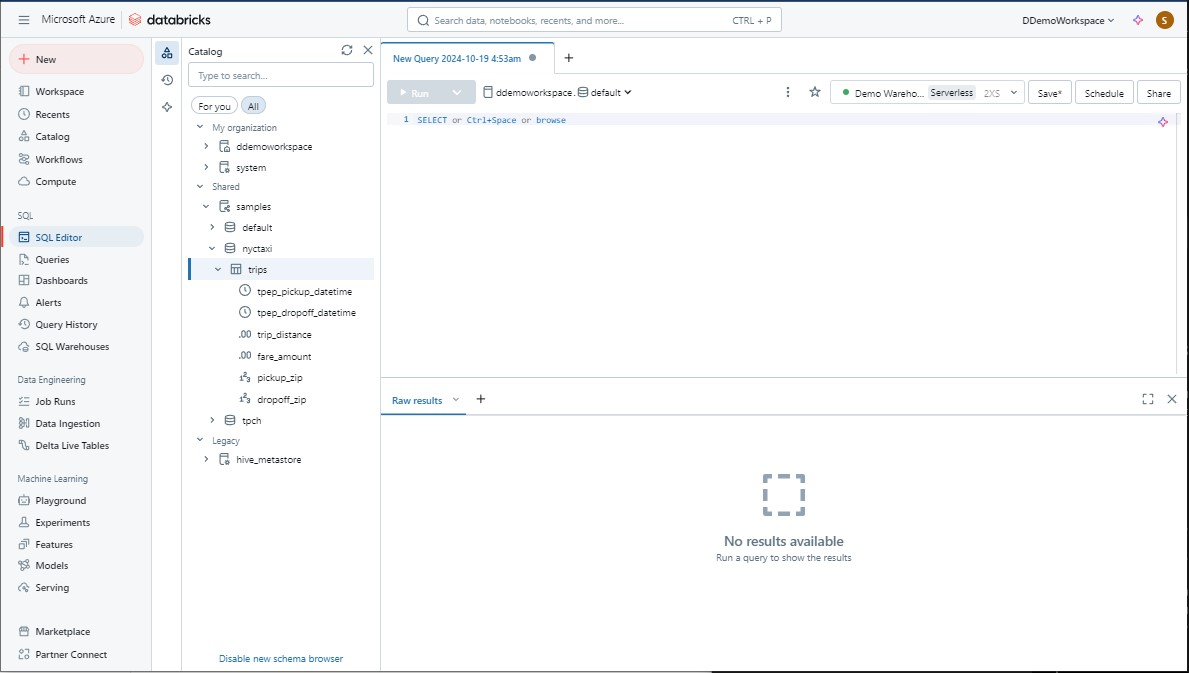 Microsoft Azure databricks
Search data, notebooks, recents, and more... CTRL + P
DDemoWorkspace S
New
Workspace
Recents
Catalog
Workflows
Compute
SQL
SQL Editor
Queries
Dashboards
Alerts
Query History
SQL Warehouses
Data Engineering
Job Runs
Data Ingestion
Delta Live Tables
Machine Learning
Playground
Experiments
Features
Models
Serving
Marketplace
Partner Connect
Catalog
Type to search...
For you All
My organization
ddemoworkspace
system
Shared
samples
default
nyctaxi
trips
tpep_pickup_datetime
tpep_dropoff_datetime
.00 trip_distance
.00 fare_amount
1²3 pickup_zip
1²3 dropoff_zip
tpch
Legacy
hive_metastore
Disable new schema browser
New Query 2024-10-19 4:53am
Run ddemoworkspace. default Demo Wareho... Serverless 2XS Save* Schedule Share
1 SELECT or Ctrl+Space or browse
Raw results
No results available
Run a query to show the results